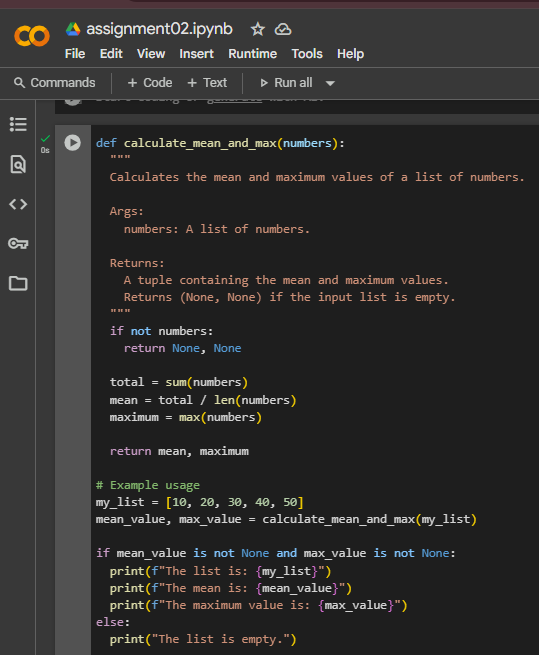 assignment02.ipynb
File Edit View Insert Runtime Tools Help
Commands + Code + Text Run all
0s
def calculate_mean_and_max(numbers):
  """
  Calculates the mean and maximum values of a list of numbers.

  Args:
    numbers: A list of numbers.

  Returns:
    A tuple containing the mean and maximum values.
    Returns (None, None) if the input list is empty.
  """
  if not numbers:
    return None, None

  total = sum(numbers)
  mean = total / len(numbers)
  maximum = max(numbers)

  return mean, maximum

# Example usage
my_list = [10, 20, 30, 40, 50]
mean_value, max_value = calculate_mean_and_max(my_list)

if mean_value is not None and max_value is not None:
  print(f"The list is: {my_list}")
  print(f"The mean is: {mean_value}")
  print(f"The maximum value is: {max_value}")
else:
  print("The list is empty.")